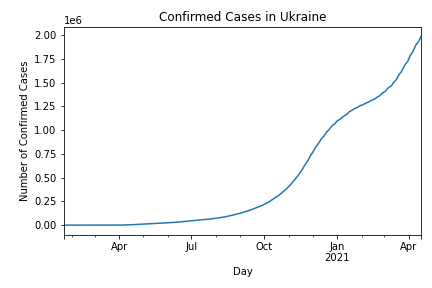 Confirmed Cases in Ukraine
1e6
2.00
1.75
1.50
1.25
1.00
0.75
0.50
0.25
0.00
Number of Confirmed Cases
Apr Jul Oct Jan Apr
2021
Day